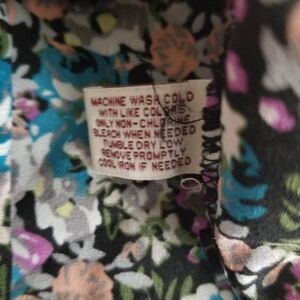 MACHINE WASH COLD
WITH LIKE COLORS
ONLY NON-CHLORINE
BLEACH WHEN NEEDED
TUMBLE DRY LOW
REMOVE PROMPTLY
COOL IRON IF NEEDED